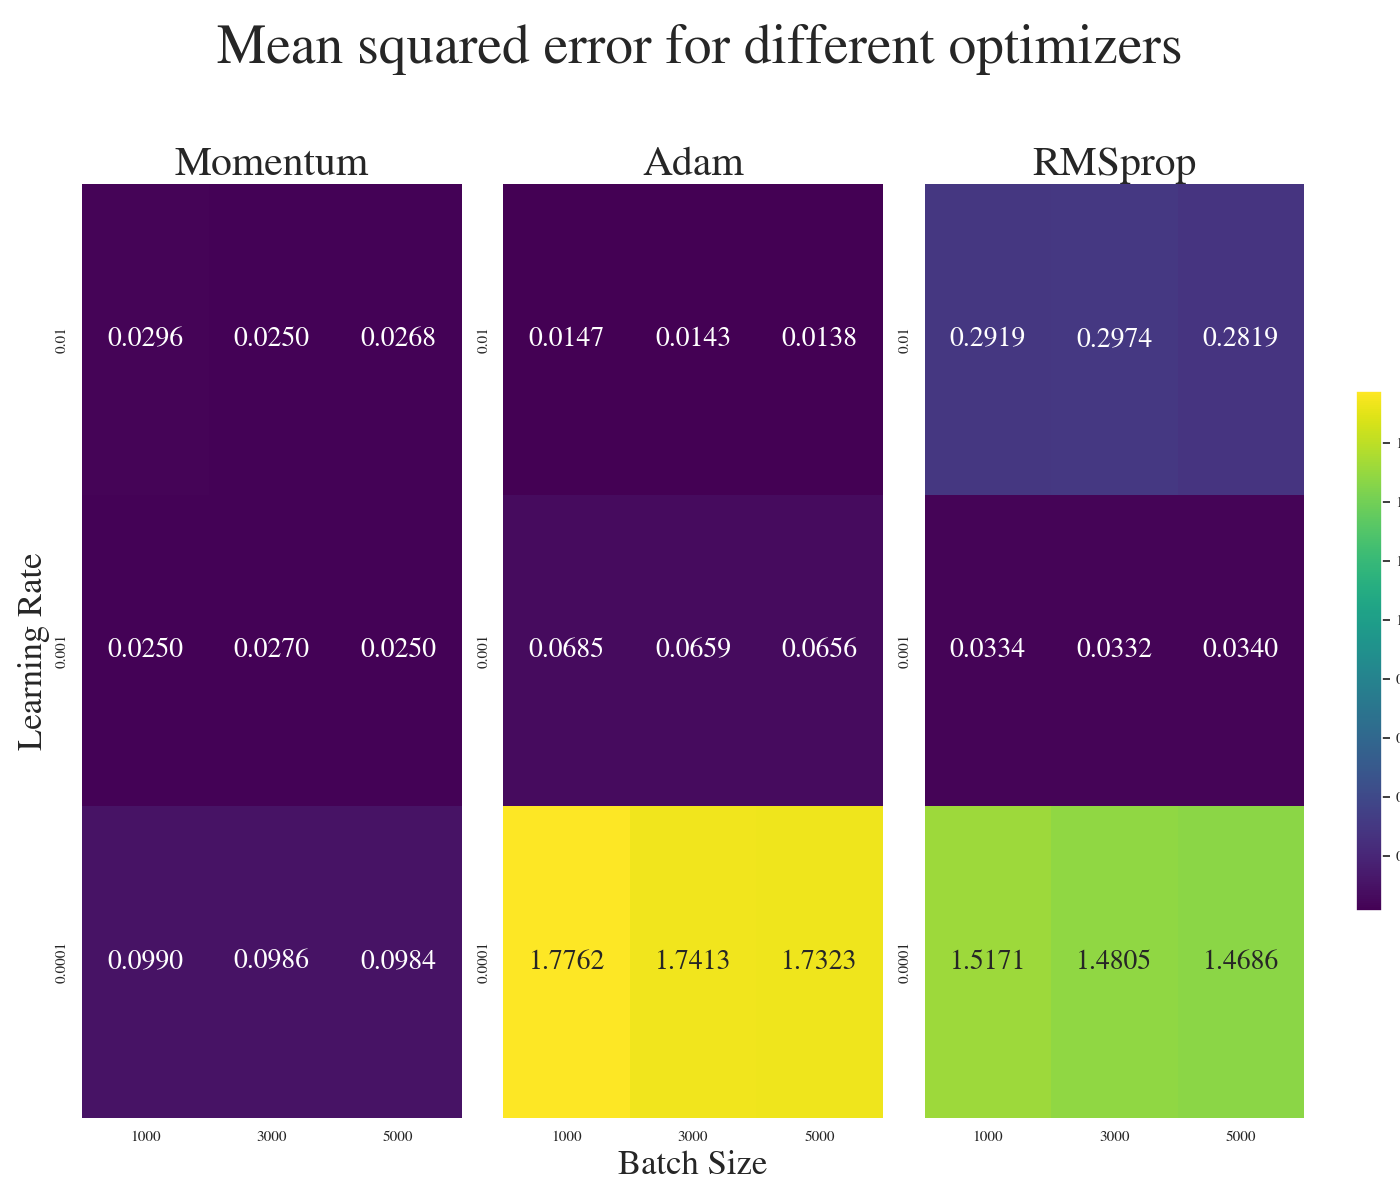 Mean squared error for different optimizers
Momentum Adam RMSprop
0.01 0.0296 0.0250 0.0268 0.01 0.0147 0.0143 0.0138 0.01 0.2919 0.2974 0.2819
Learning Rate
0.001 0.0250 0.0270 0.0250 0.001 0.0685 0.0659 0.0656 0.001 0.0334 0.0332 0.0340
0.0001 0.0990 0.0986 0.0984 0.0001 1.7762 1.7413 1.7323 0.0001 1.5171 1.4805 1.4686
1000 3000 5000 1000 3000 5000 1000 3000 5000
Batch Size